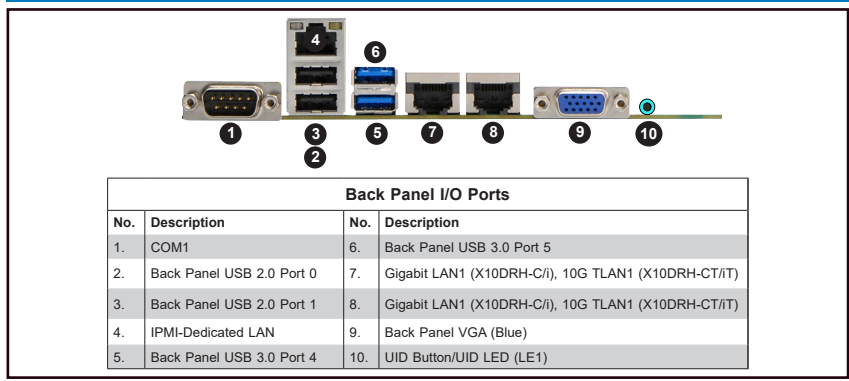 4
6
1
3
5
7
8
9
10
2
Back Panel I/O Ports
No. Description No. Description
1. COM1 6. Back Panel USB 3.0 Port 5
2. Back Panel USB 2.0 Port 0 7. Gigabit LAN1 (X10DRH-C/i), 10G TLAN1 (X10DRH-CT/iT)
3. Back Panel USB 2.0 Port 1 8. Gigabit LAN1 (X10DRH-C/i), 10G TLAN1 (X10DRH-CT/iT)
4. IPMI-Dedicated LAN 9. Back Panel VGA (Blue)
5. Back Panel USB 3.0 Port 4 10. UID Button/UID LED (LE1)